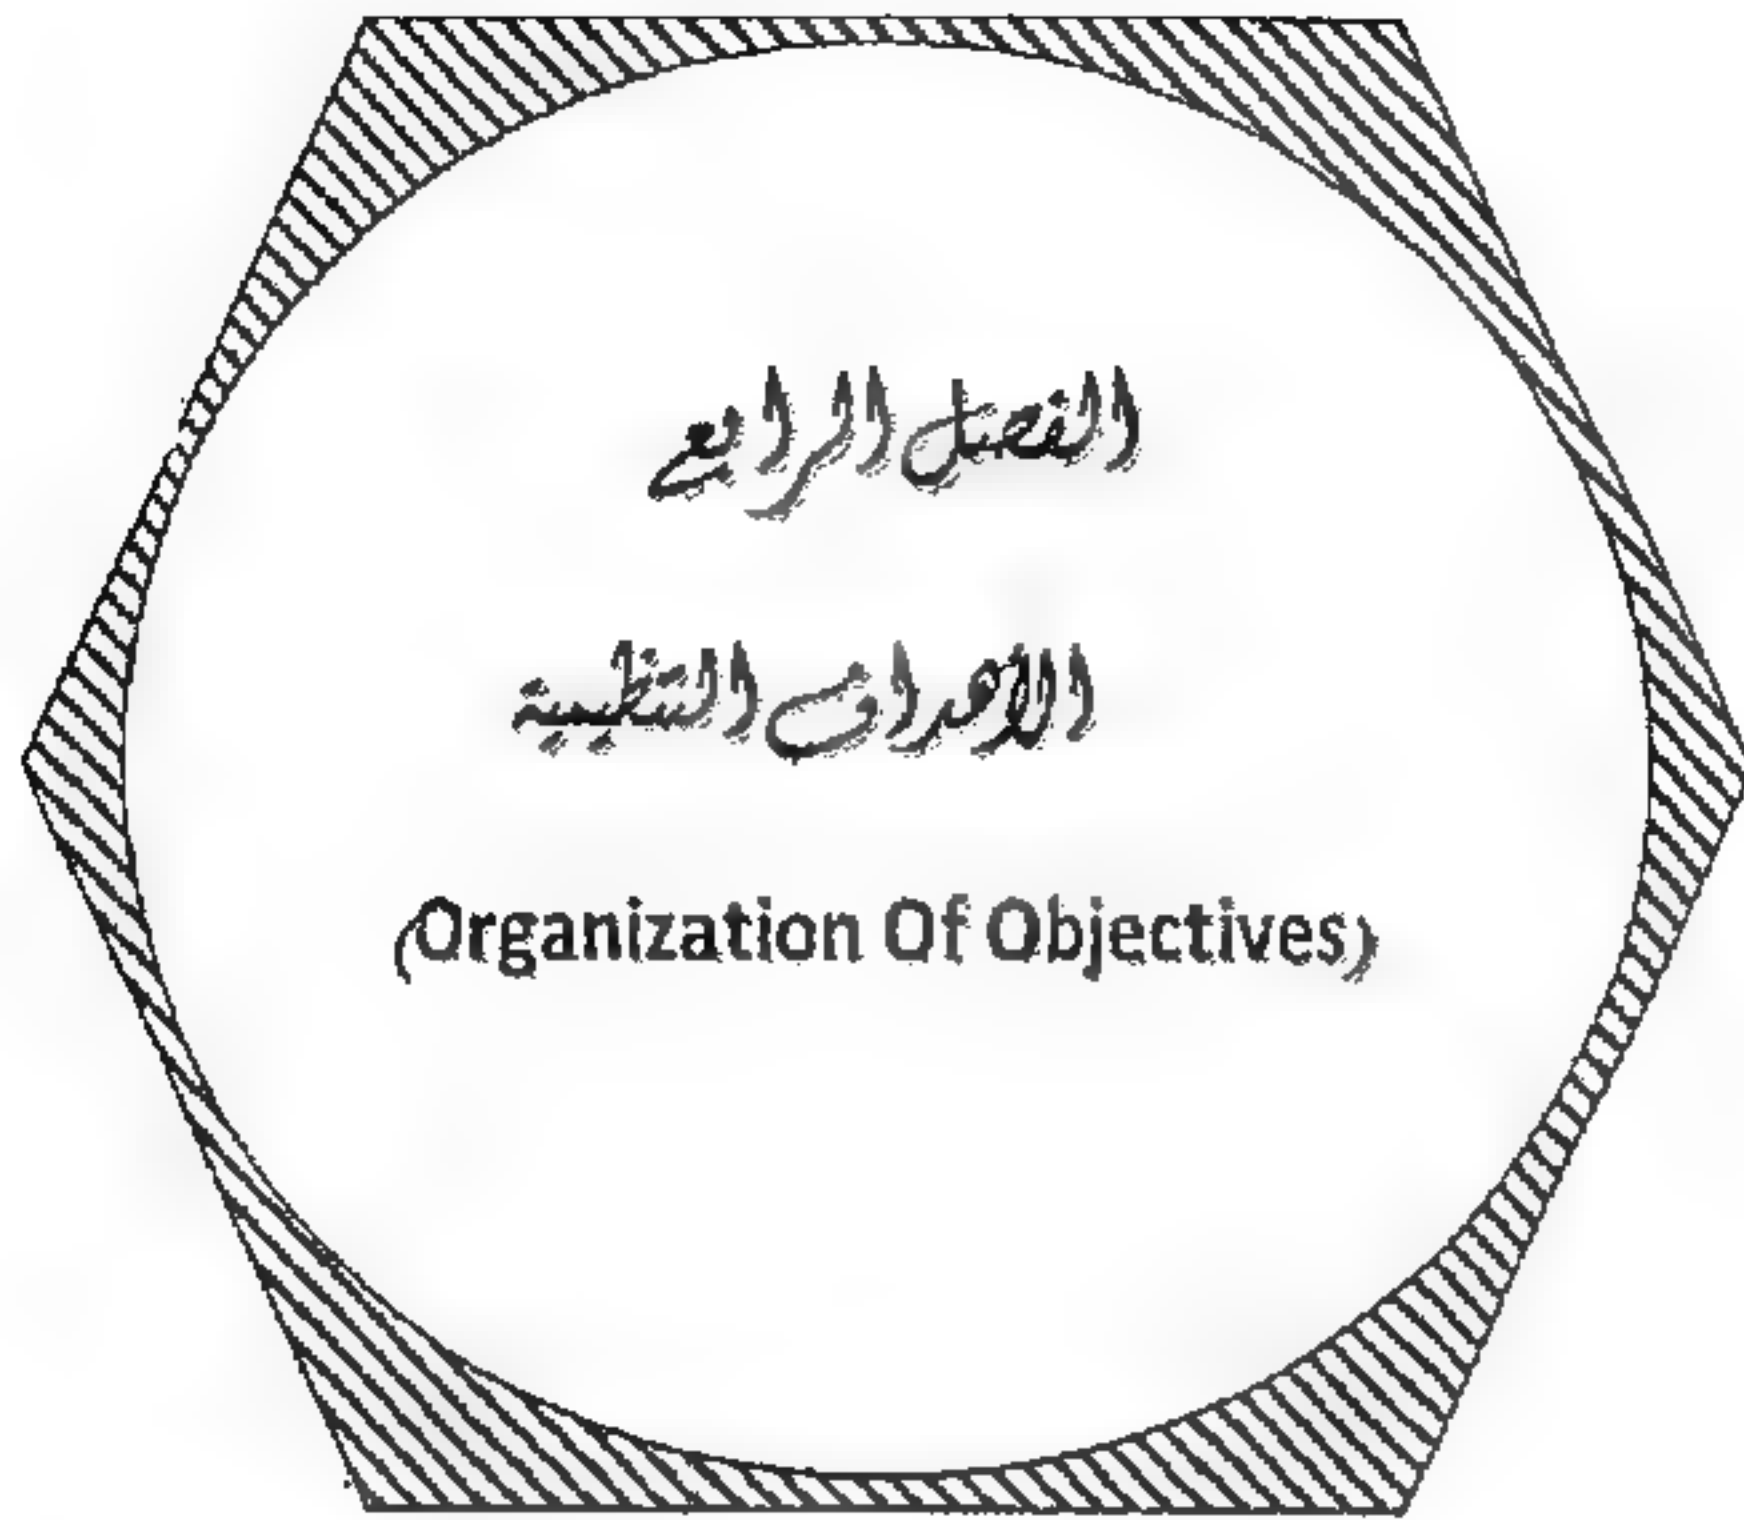 الفصل الرابع
الأهداف التنظيمية
(Organization Of Objectives)